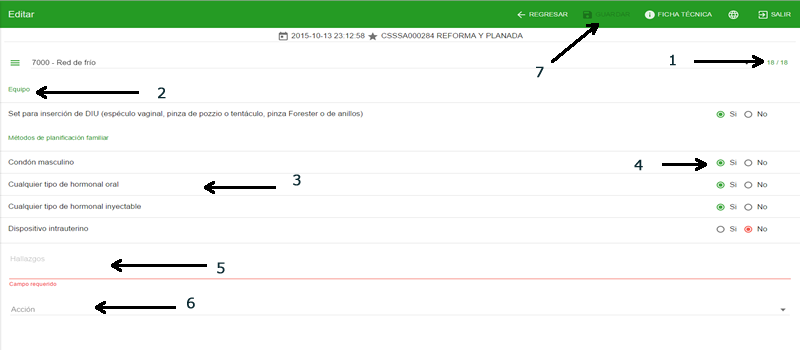 Editar REGRESAR GUARDAR FICHA TÉCNICA SALIR
2015-10-13 23:12:58 CSSSA000284 REFORMA Y PLANADA
7
1
7000 - Red de frío 18 / 18
Equipo
2
Set para inserción de DIU (espéculo vaginal, pinza de pozzio o tentáculo, pinza Forester o de anillos) Si No
Métodos de planificación familiar
Condón masculino 4 Si No
Cualquier tipo de hormonal oral 3 Si No
Cualquier tipo de hormonal inyectable Si No
Dispositivo intrauterino Si No
Hallazgos
5
Campo requerido
Acción 6